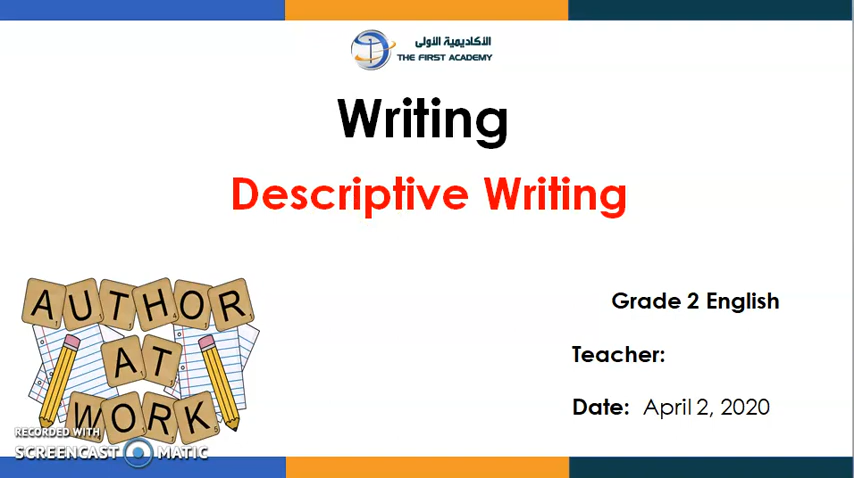 الأكاديمية الأولى
THE FIRST ACADEMY
Writing
Descriptive Writing
AUTHOR
AT
WORK
Grade 2 English
Teacher:
Date: April 2, 2020
RECORDED WITH
SCREENCAST MATIC